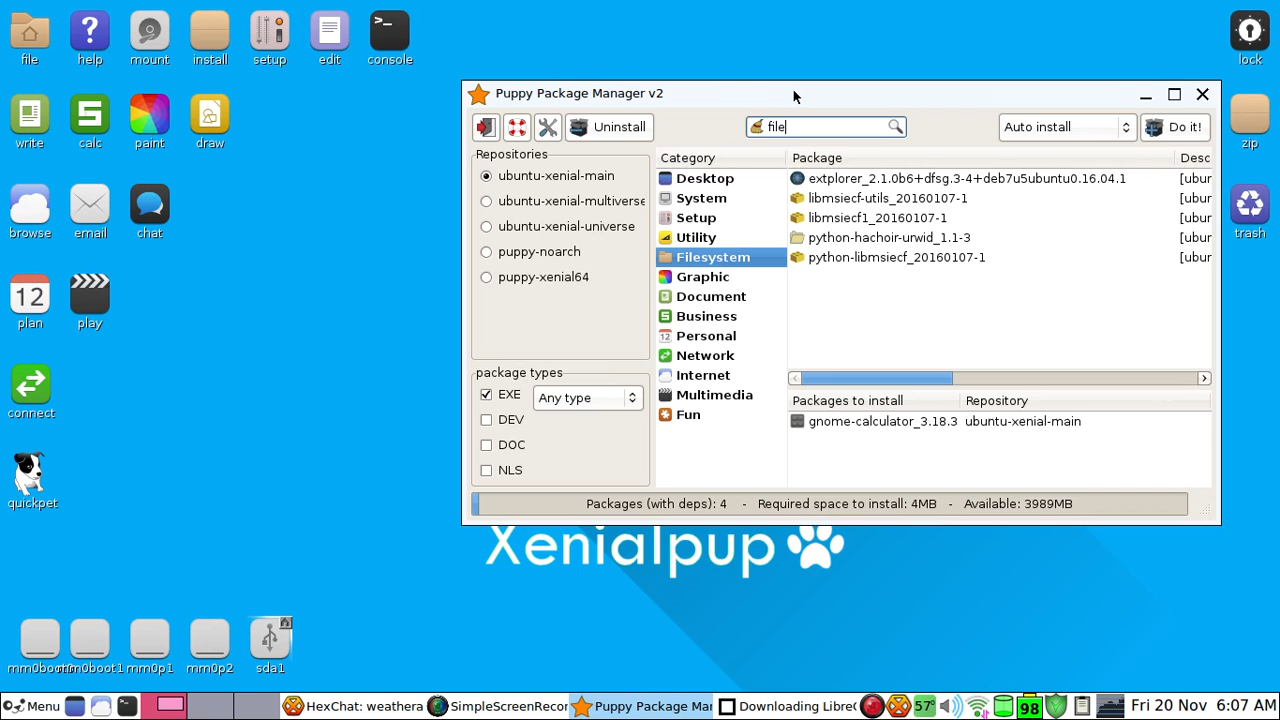 file
help
mount
install
setup
edit
console
lock
write
calc
paint
draw
zip
browse
email
chat
trash
12
plan
play
connect
quickpet
Puppy Package Manager v2
Uninstall
file
Auto install
Do it!
Repositories
ubuntu-xenial-main
ubuntu-xenial-multiverse
ubuntu-xenial-universe
puppy-noarch
puppy-xenial64
package types
EXE
Any type
DEV
DOC
NLS
Category
Desktop
System
Setup
Utility
Filesystem
Graphic
Document
Business
Personal
Network
Internet
Multimedia
Fun
Package
Desc
extplorer_2.1.0b6+dfsg.3-4+deb7u5ubuntu0.16.04.1 [ubur
libmsiecf-utils_20160107-1 [ubur
libmsiecf1_20160107-1 [ubur
python-hachoir-urwid_1.1-3 [ubur
python-libmsiecf_20160107-1 [ubur
Packages to install Repository
gnome-calculator_3.18.3 ubuntu-xenial-main
Packages (with deps): 4 - Required space to install: 4MB - Available: 3989MB
Xenialpup
mm0p1
mm0p2
sda1
Menu
HexChat: weathera
SimpleScreenRecor
Puppy Package Mar
Downloading Libre
57°
98
Fri 20 Nov 6:07 AM